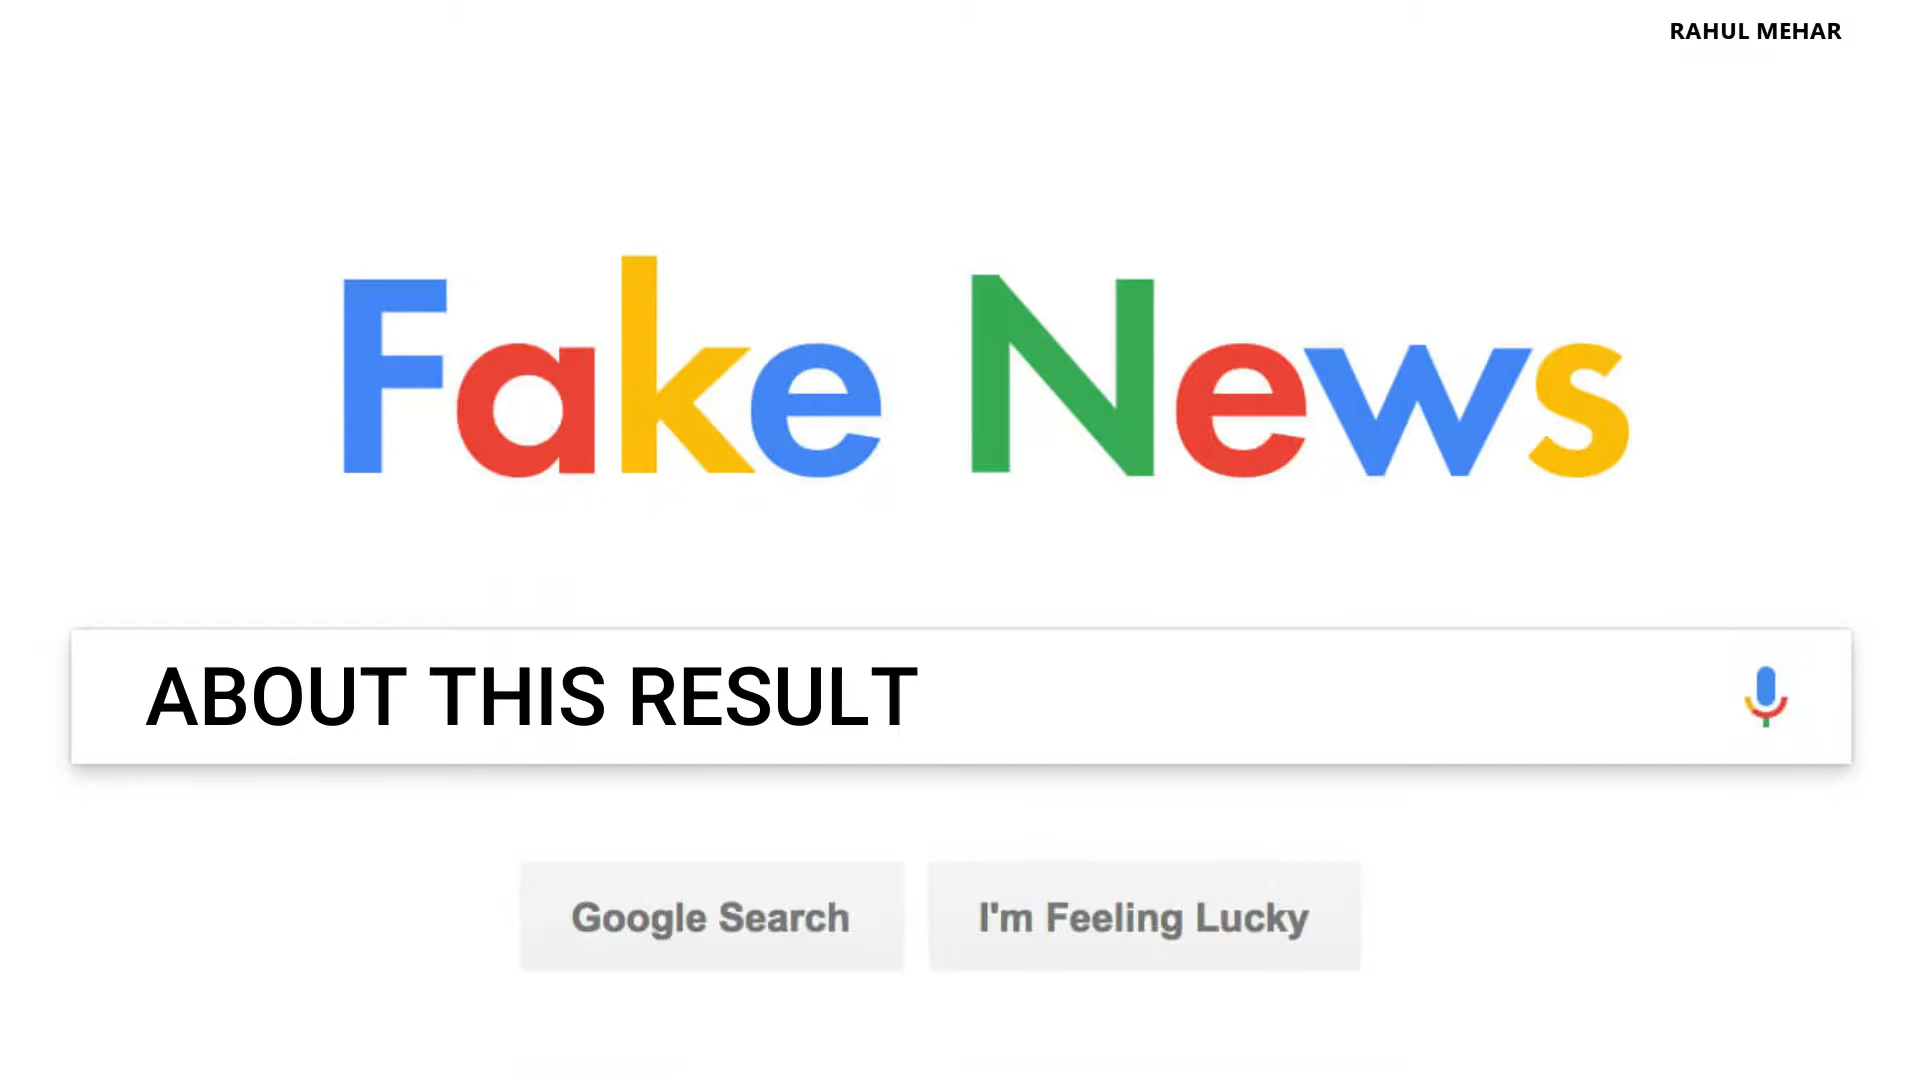 RAHUL MEHAR
Fake News
ABOUT THIS RESULT
Google Search
I'm Feeling Lucky